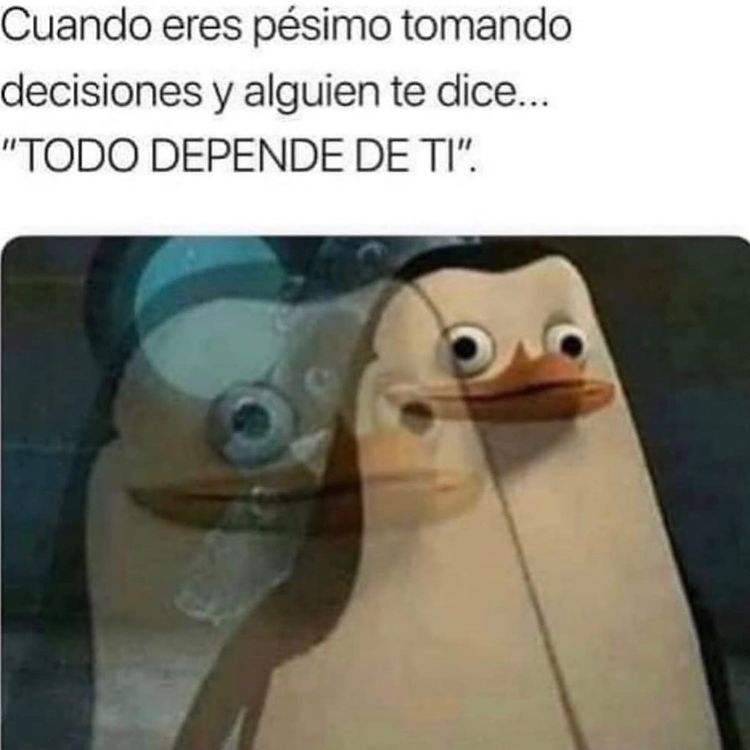 Cuando eres pésimo tomando
decisiones y alguien te dice...
"TODO DEPENDE DE TI".